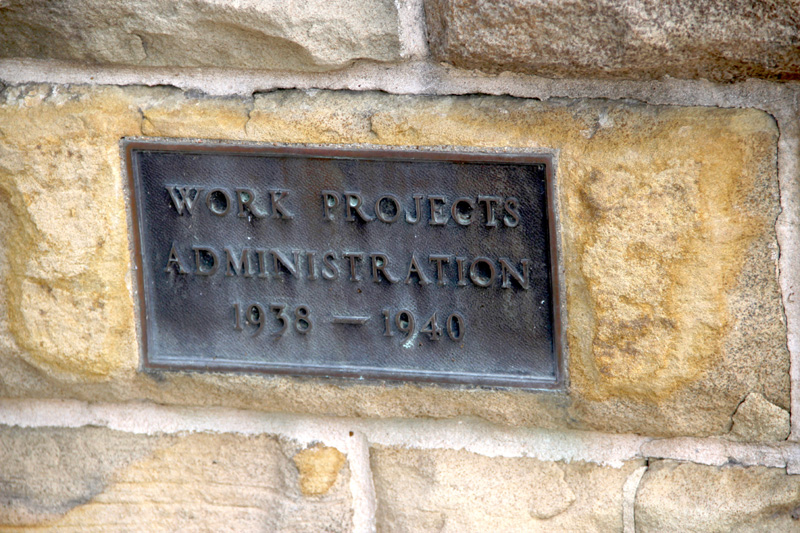 WORK PROJECTS
ADMINISTRATION
1938 — 1940